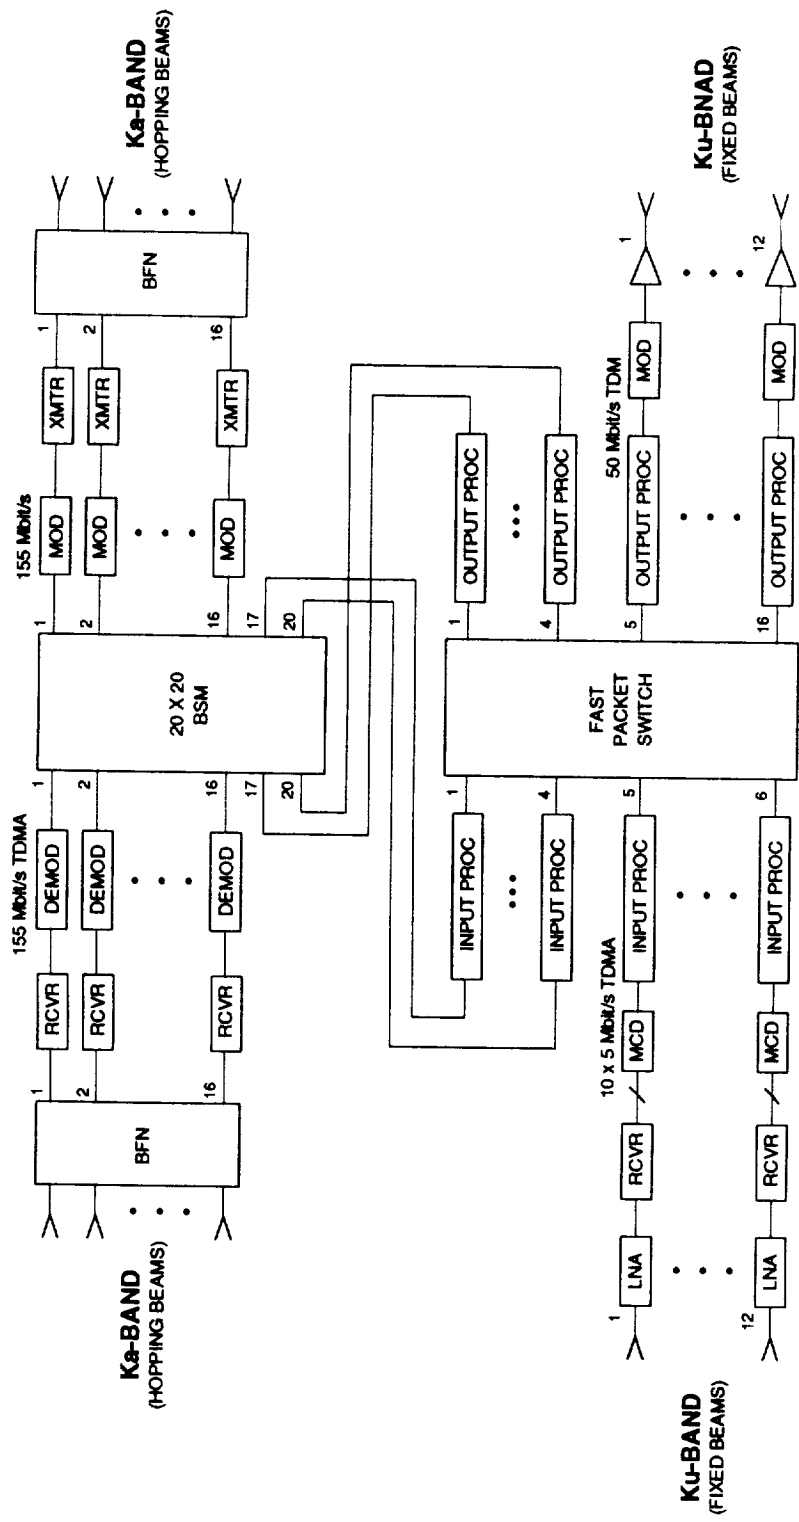 Ka-BAND
(HOPPING BEAMS)
BFN
1
2
16
RCVR
RCVR
RCVR
155 Mbit/s TDMA
DEMOD
DEMOD
DEMOD
1
2
16
17
20
20 X 20
BSM
1
2
16
17
20
155 Mbit/s
MOD
MOD
MOD
XMTR
XMTR
XMTR
1
2
16
BFN
Ka-BAND
(HOPPING BEAMS)
INPUT PROC
INPUT PROC
1
4
FAST
PACKET
SWITCH
1
4
OUTPUT PROC
OUTPUT PROC
Ku-BAND
(FIXED BEAMS)
1
12
LNA
LNA
RCVR
RCVR
10 x 5 Mbit/s TDMA
MCD
MCD
INPUT PROC
INPUT PROC
5
6
5
16
OUTPUT PROC
OUTPUT PROC
50 Mbit/s TDM
MOD
MOD
1
12
Ku-BNAD
(FIXED BEAMS)